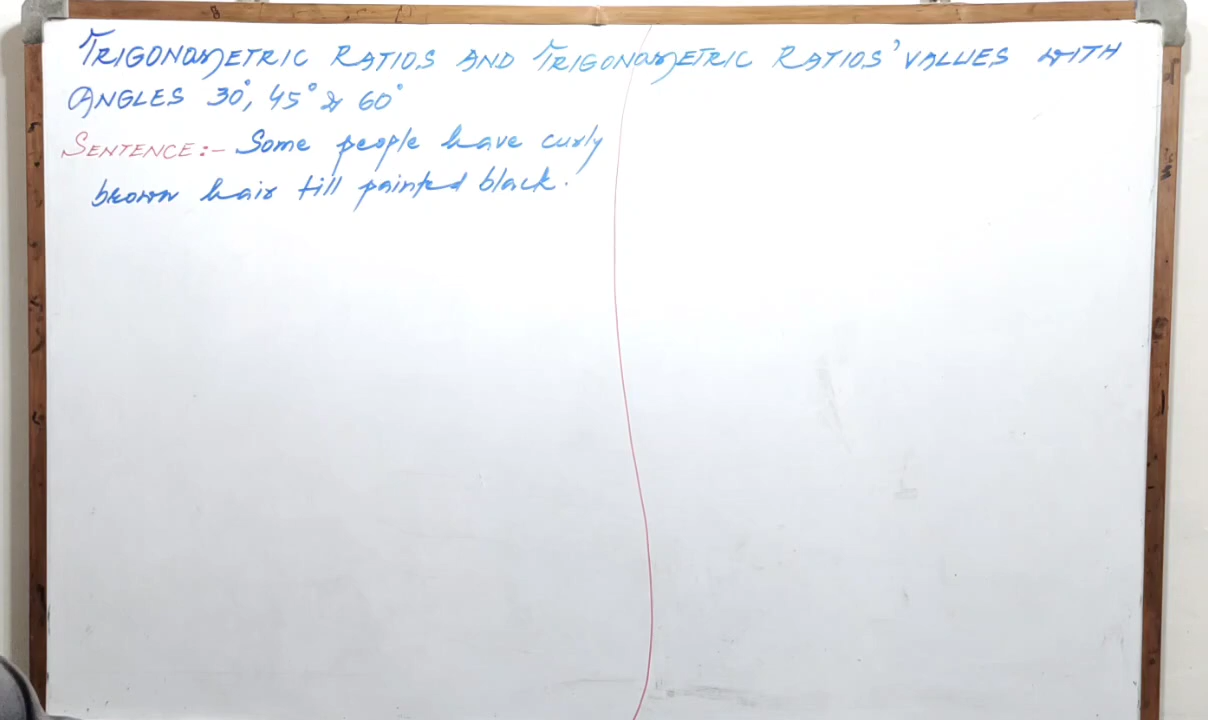 TRIGONOMETRIC RATIOS AND TRIGONOMETRIC RATIOS' VALUES WITH
ANGLES 30°, 45° & 60°
SENTENCE:- Some people have curly
brown hair till painted black.